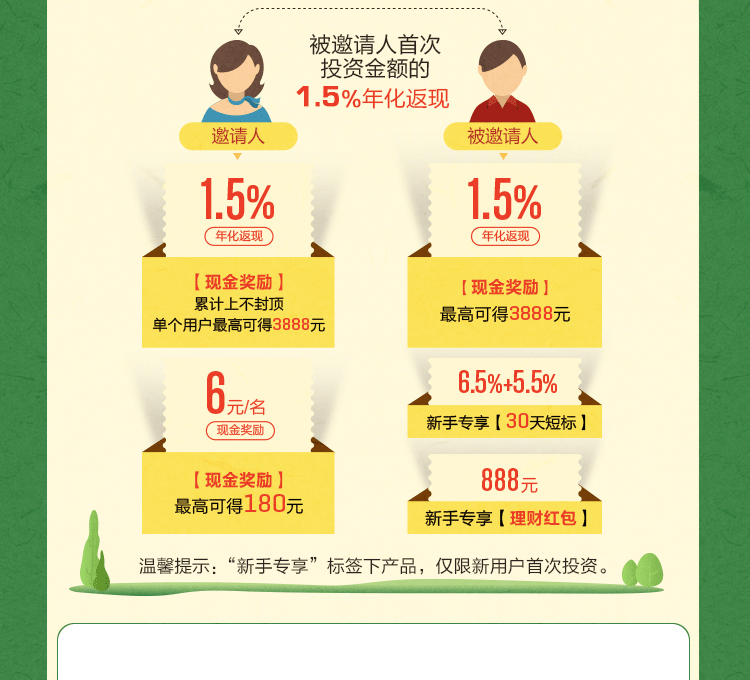 被邀请人首次
投资金额的
1.5%年化返现
邀请人
被邀请人
1.5%
年化返现
【现金奖励】
累计上不封顶
单个用户最高可得3888元
1.5%
年化返现
【现金奖励】
最高可得3888元
6元/名
现金奖励
【现金奖励】
最高可得180元
6.5%+5.5%
新手专享【30天短标】
888元
新手专享【理财红包】
温馨提示：“新手专享”标签下产品，仅限新用户首次投资。